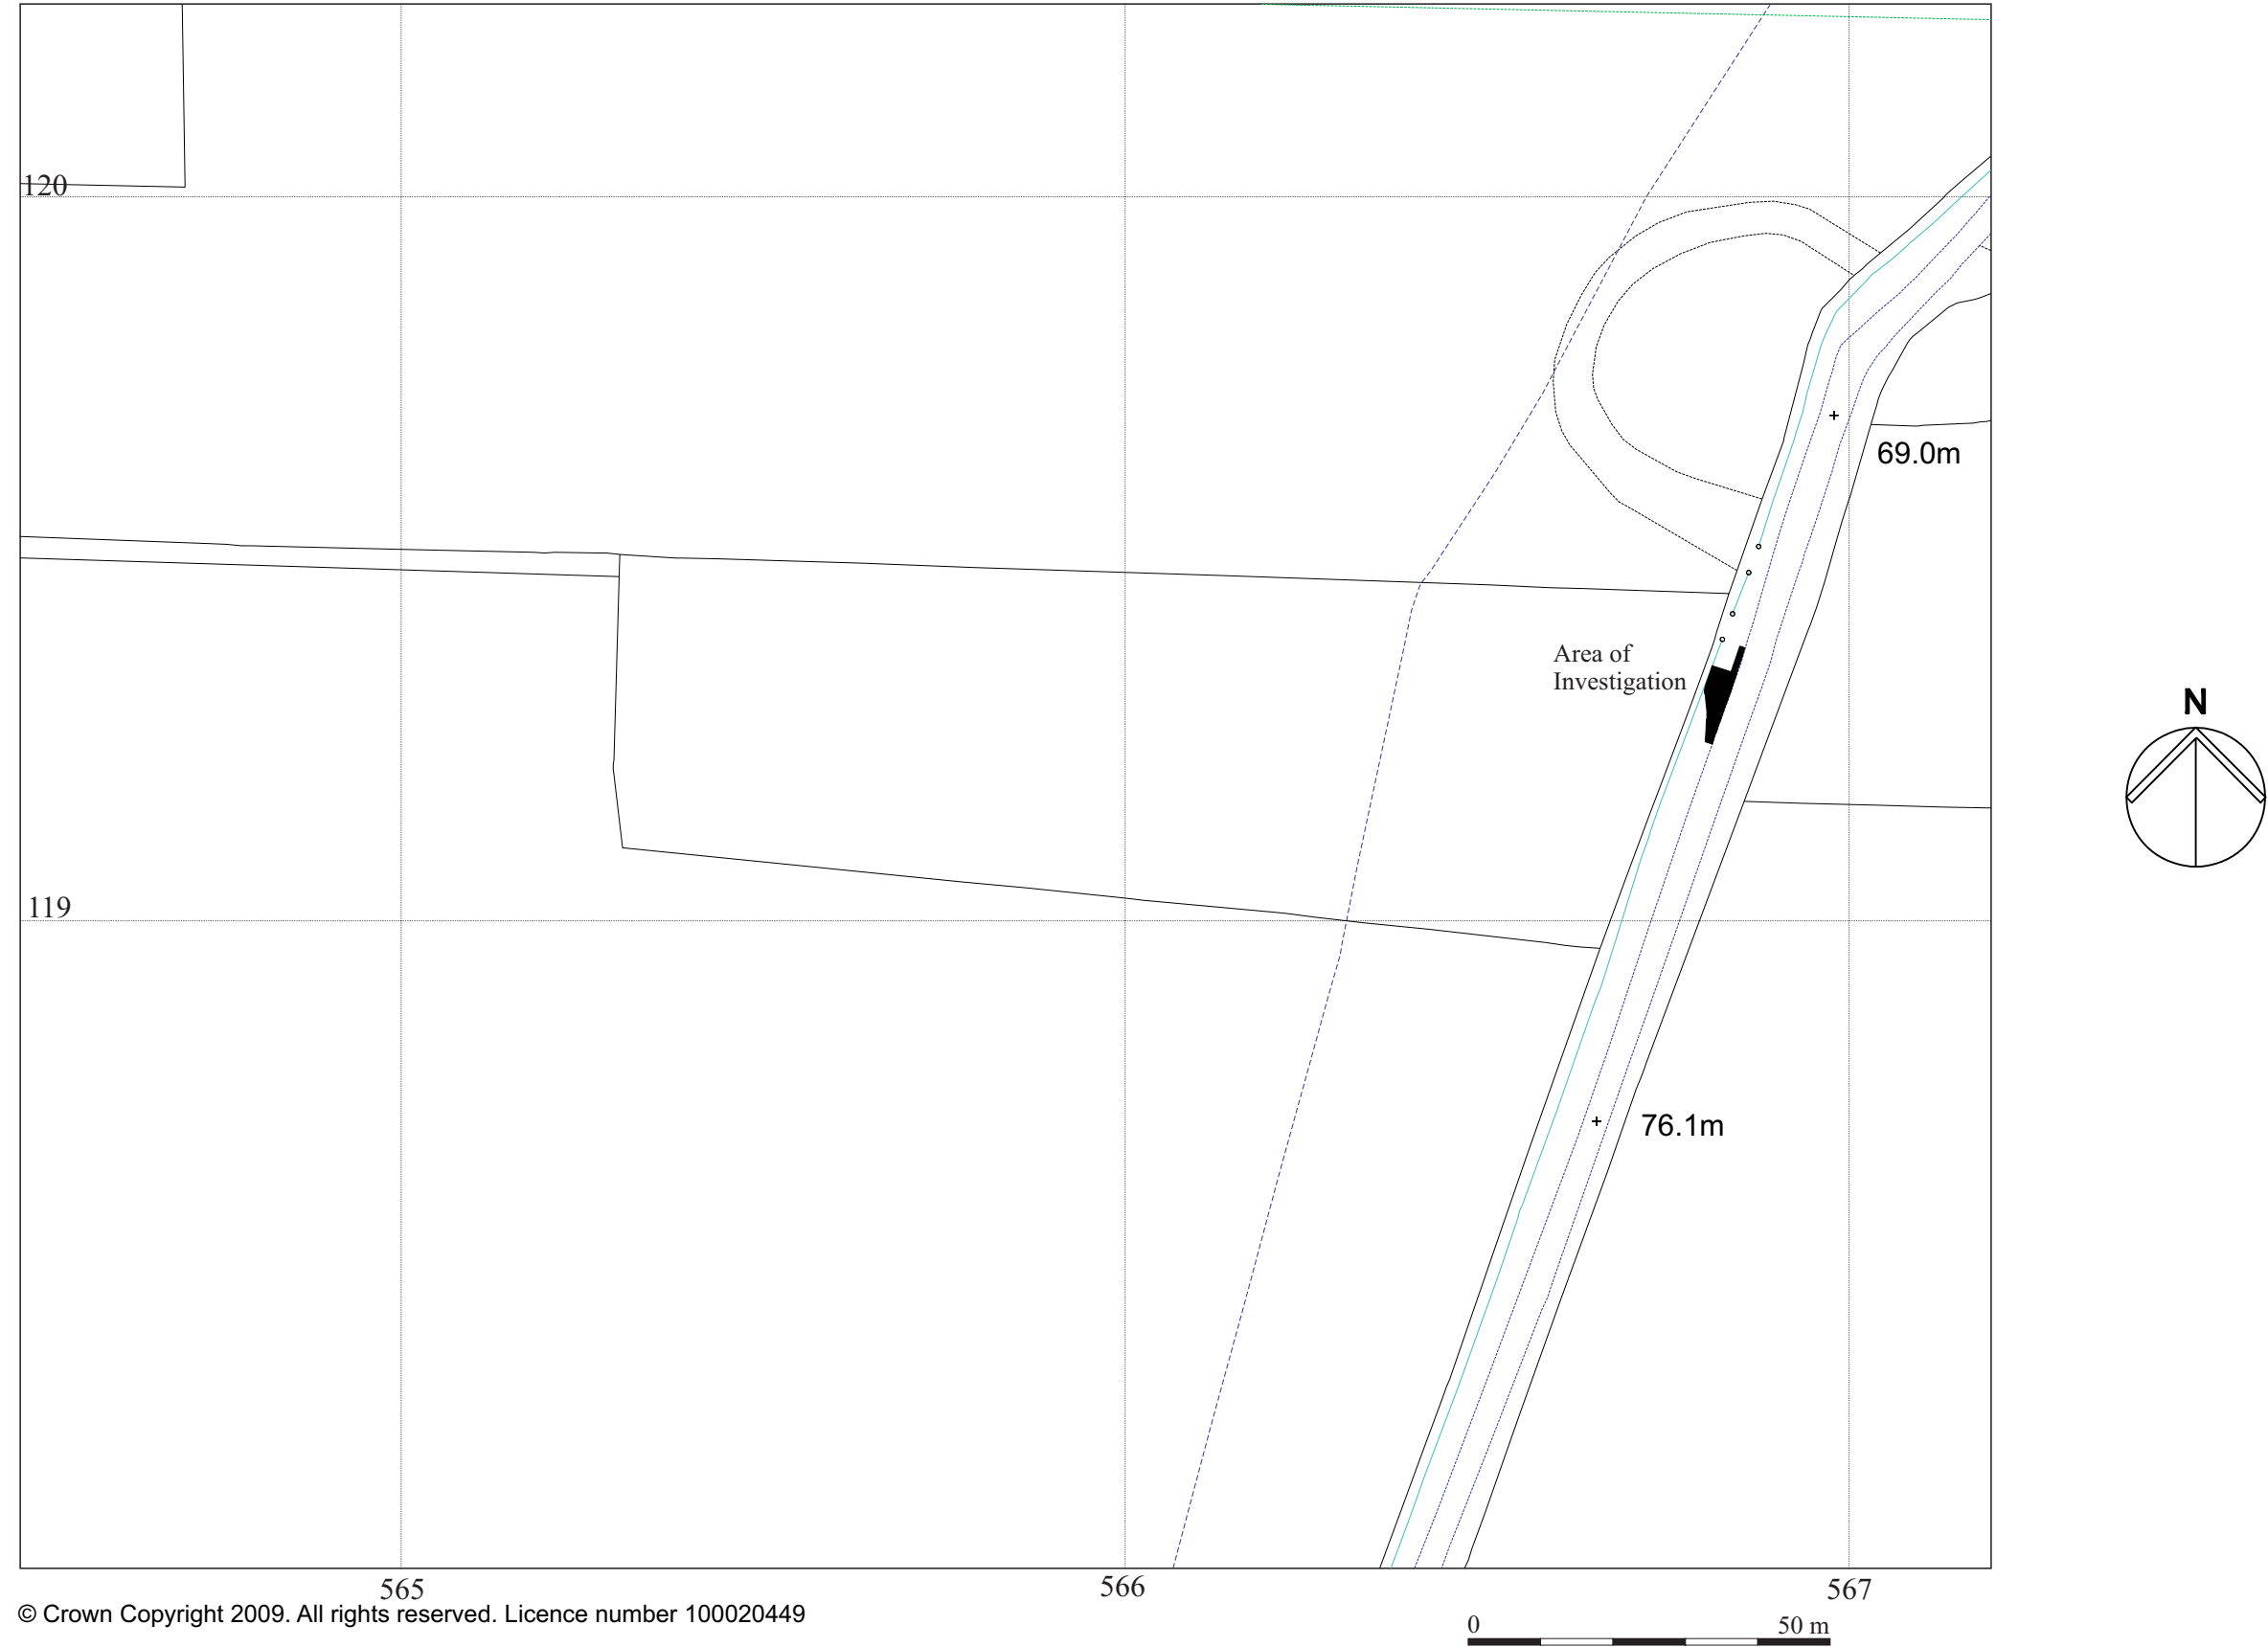 120
69.0m
Area of
Investigation
N
119
76.1m
565
566
567
© Crown Copyright 2009. All rights reserved. Licence number 100020449
0 50 m